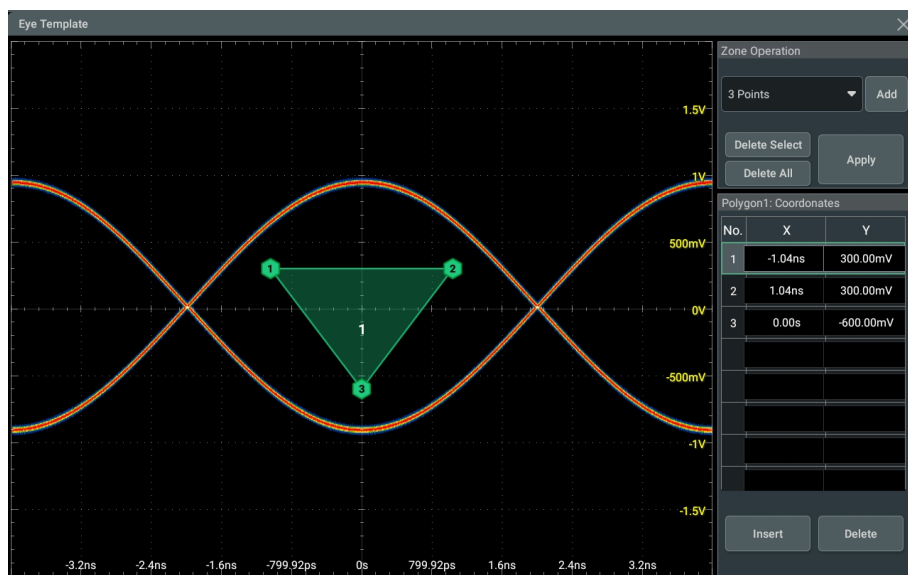 Eye Template
Zone Operation
3 Points
Add
Delete Select
Delete All
Apply
Polygon1: Coordonates
No. X Y
1 -1.04ns 300.00mV
2 1.04ns 300.00mV
3 0.00s -600.00mV
Insert
Delete
1.5V
1V
500mV
0V
-500mV
-1V
-1.5V
1
2
1
3
-3.2ns -2.4ns -1.6ns -799.92ps 0s 799.92ps 1.6ns 2.4ns 3.2ns